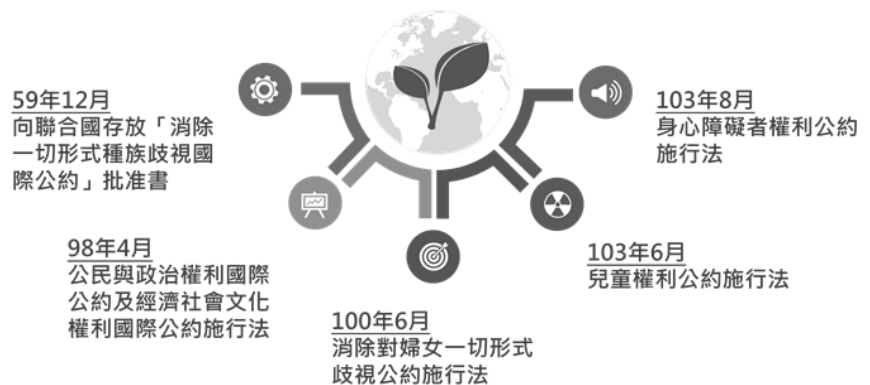 59年12月
向聯合國存放「消除
一切形式種族歧視國
際公約」批准書
98年4月
公民與政治權利國際
公約及經濟社會文化
權利國際公約施行法
100年6月
消除對婦女一切形式
歧視公約施行法
103年6月
兒童權利公約施行法
103年8月
身心障礙者權利公約
施行法